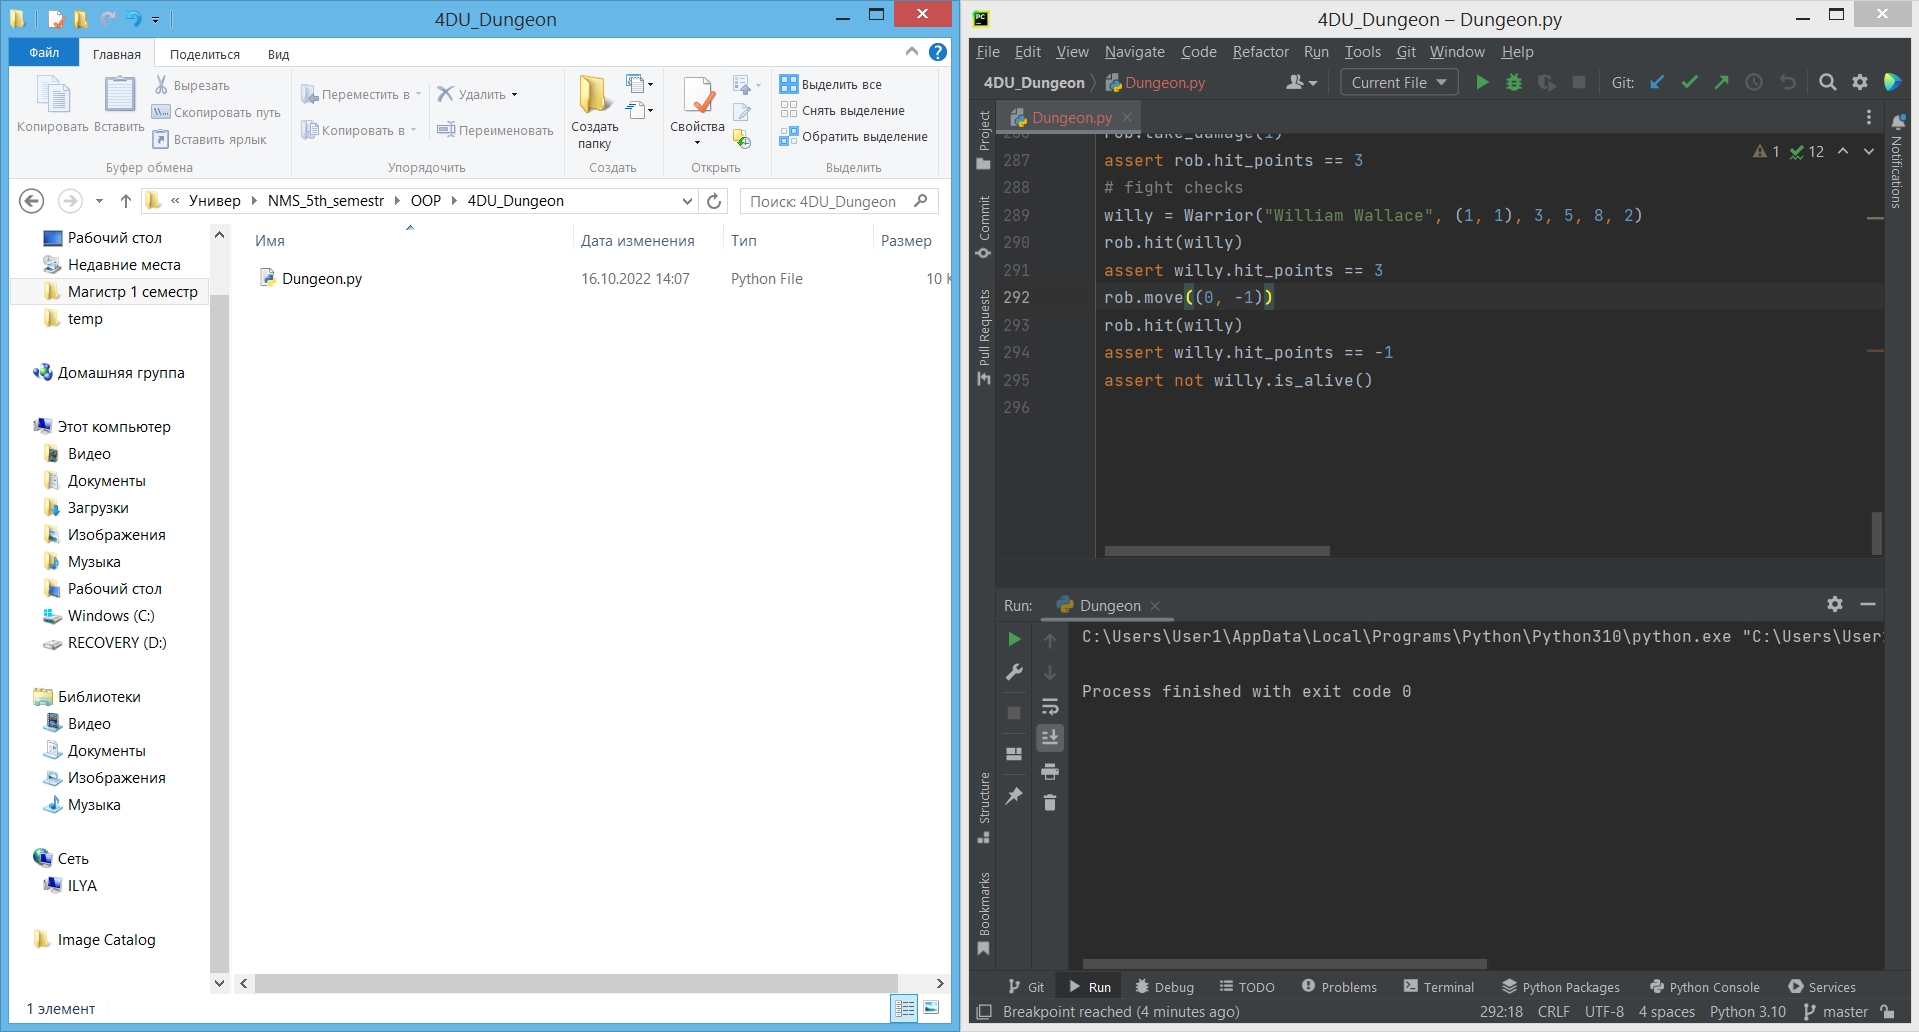 4DU_Dungeon
Файл
Главная
Поделиться
Вид
Копировать
Вставить
Вырезать
Скопировать путь
Вставить ярлык
Буфер обмена
Переместить в
Копировать в
Удалить
Переименовать
Упорядочить
Создать папку
Создать
Свойства
Открыть
Выделить все
Снять выделение
Обратить выделение
Выделить
« Универ NMS_5th_semestr OOP 4DU_Dungeon
Поиск: 4DU_Dungeon
Рабочий стол
Недавние места
Магистр 1 семестр
temp
Домашняя группа
Этот компьютер
Видео
Документы
Загрузки
Изображения
Музыка
Рабочий стол
Windows (C:)
RECOVERY (D:)
Библиотеки
Видео
Документы
Изображения
Музыка
Сеть
ILYA
Image Catalog
Имя Дата изменения Тип Размер
Dungeon.py 16.10.2022 14:07 Python File 10
1 элемент
4DU_Dungeon – Dungeon.py
File Edit View Navigate Code Refactor Run Tools Git Window Help
4DU_Dungeon Dungeon.py Current File Git:
Dungeon.py
Project
Commit
Pull Requests
Structure
Bookmarks
Notifications
1 12
286 rob.take_damage(1)
287 assert rob.hit_points == 3
288 # fight checks
289 willy = Warrior("William Wallace", (1, 1), 3, 5, 8, 2)
290 rob.hit(willy)
291 assert willy.hit_points == 3
292 rob.move((0, -1))
293 rob.hit(willy)
294 assert willy.hit_points == -1
295 assert not willy.is_alive()
296
Run: Dungeon
C:\Users\User1\AppData\Local\Programs\Python\Python310\python.exe "C:\Users\User
Process finished with exit code 0
Git Run Debug TODO Problems Terminal Python Packages Python Console Services
Breakpoint reached (4 minutes ago) 292:18 CRLF UTF-8 4 spaces Python 3.10 master